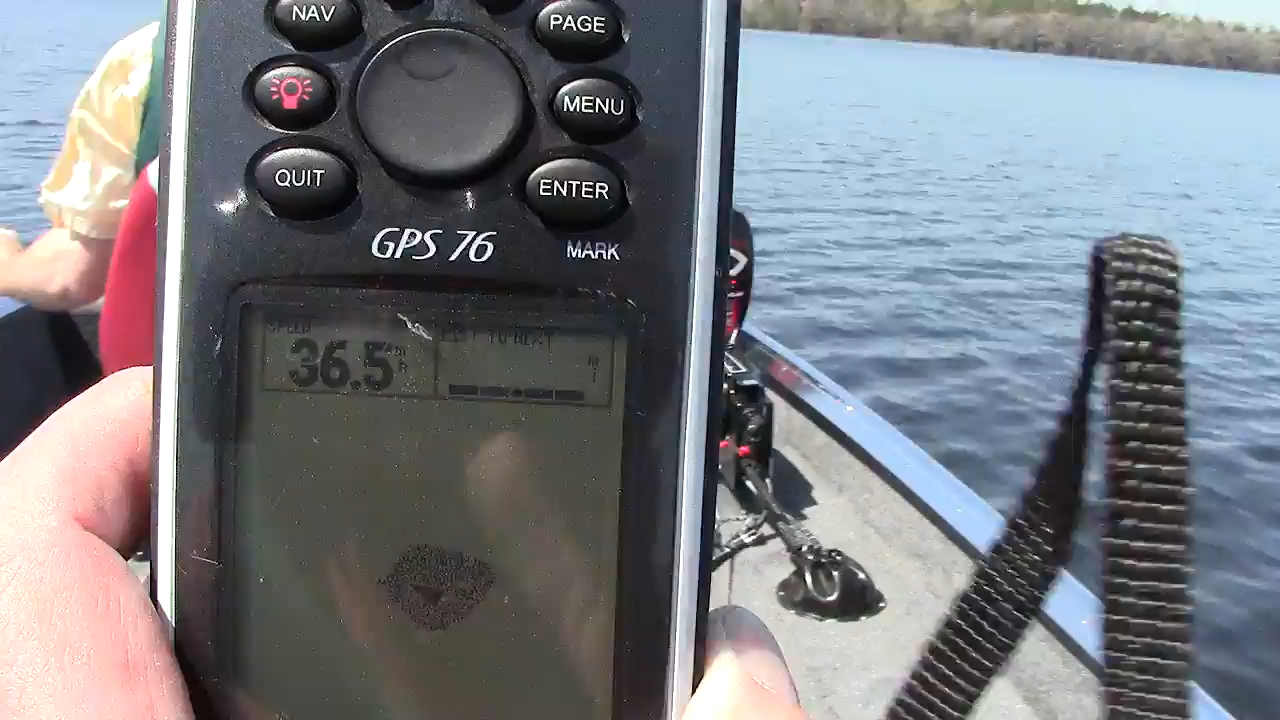 NAV
PAGE
MENU
QUIT
ENTER
GPS 76
MARK
SPEED
36.5
TO NEXT